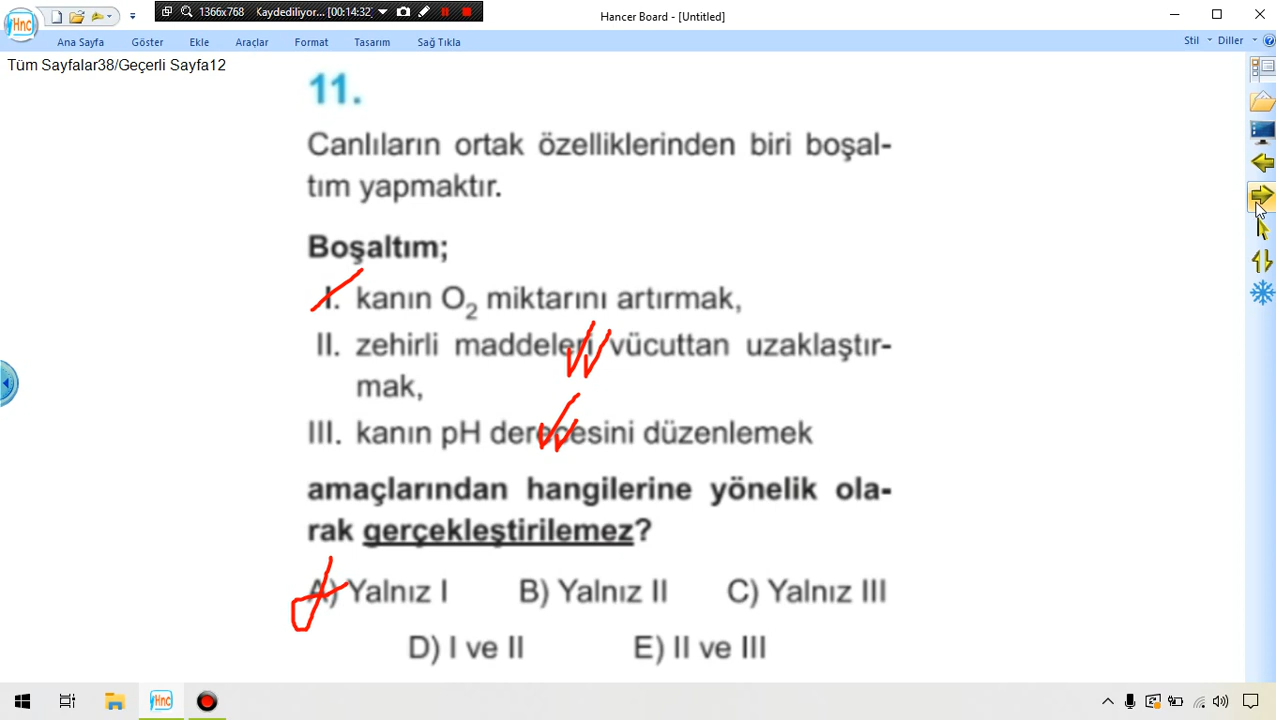 1366x768 Kaydediliyor... [00:14:32]
Hancer Board - [Untitled]
Hnc
Ana Sayfa Göster Ekle Araçlar Format Tasarım Sağ Tıkla Stil Diller
Tüm Sayfalar38/Geçerli Sayfa12
11.
Canlıların ortak özelliklerinden biri boşal-
tım yapmaktır.
Boşaltım;
I. kanın O2 miktarını artırmak,
II. zehirli maddeleri vücuttan uzaklaştır-
mak,
III. kanın pH derecesini düzenlemek
amaçlarından hangilerine yönelik ola-
rak gerçekleştirilemez?
A) Yalnız I B) Yalnız II C) Yalnız III
D) I ve II E) II ve III
Hnc